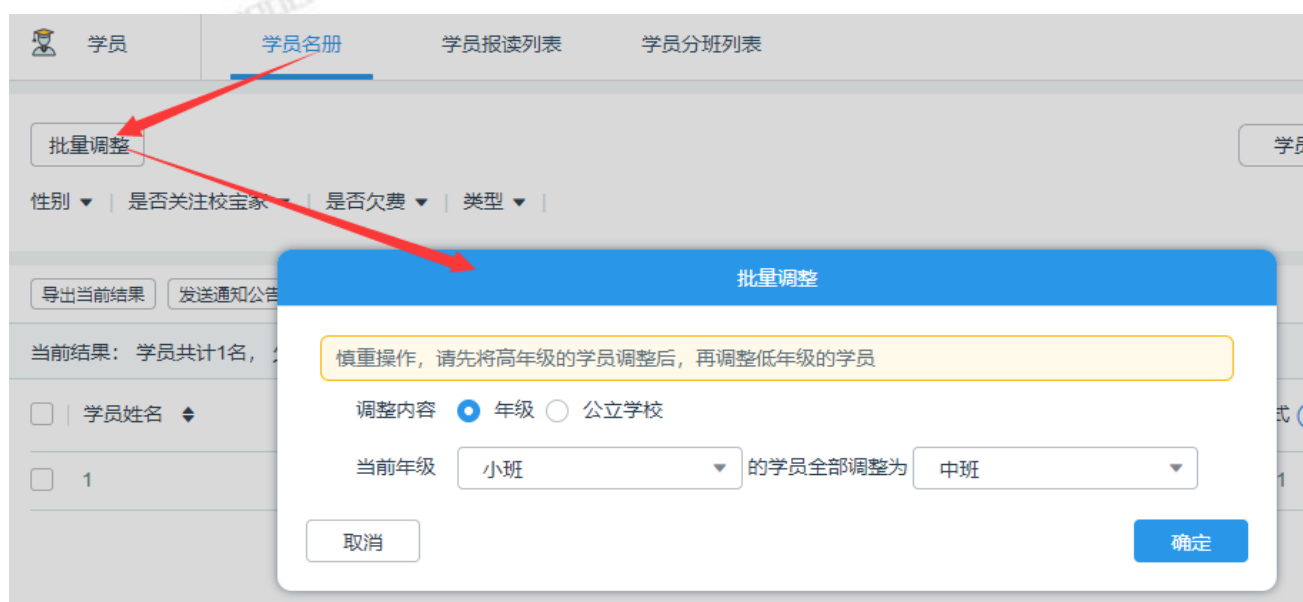 学员 学员名册 学员报读列表 学员分班列表
批量调整 学员
性别 是否关注校宝家 是否欠费 类型
导出当前结果 发送通知公告
批量调整
慎重操作，请先将高年级的学员调整后，再调整低年级的学员
当前结果： 学员共计1名，
调整内容 年级 公立学校
学员姓名 式
当前年级 小班 的学员全部调整为 中班
1 1
取消 确定